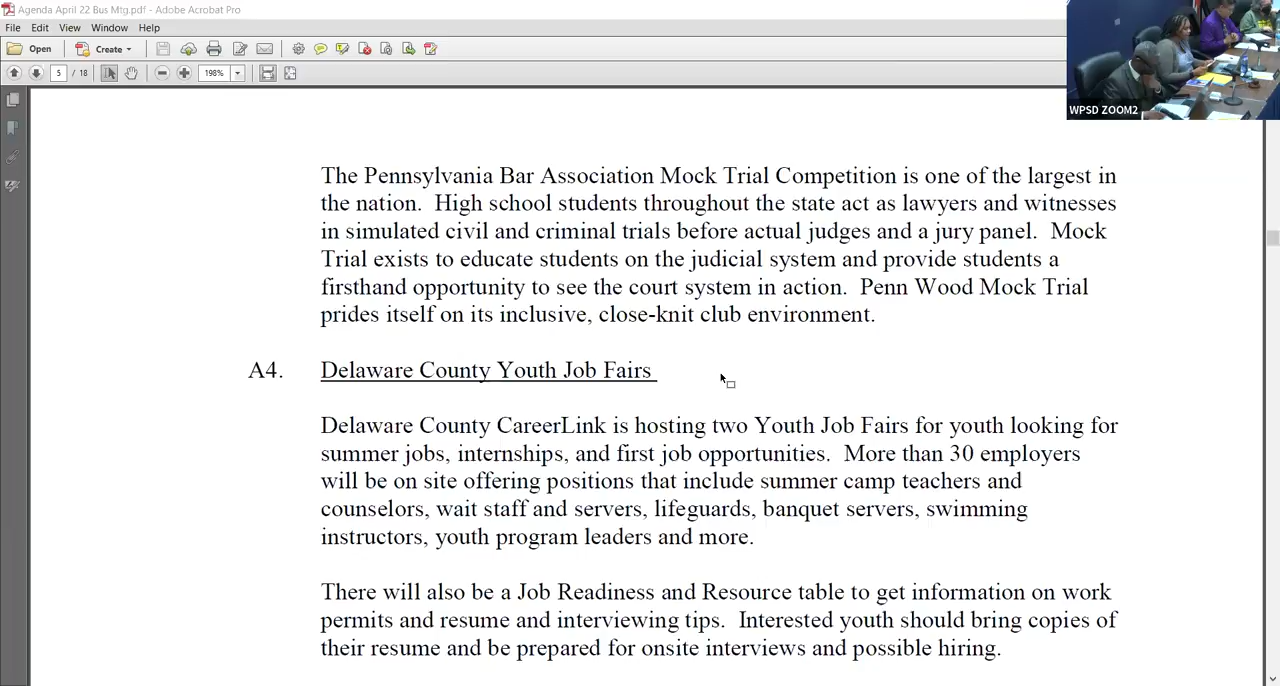 Agenda April 22 Bus Mtg.pdf - Adobe Acrobat Pro
File Edit View Window Help
Open Create
5 / 18 198%
WPSD ZOOM2
The Pennsylvania Bar Association Mock Trial Competition is one of the largest in
the nation.  High school students throughout the state act as lawyers and witnesses
in simulated civil and criminal trials before actual judges and a jury panel.  Mock
Trial exists to educate students on the judicial system and provide students a
firsthand opportunity to see the court system in action.  Penn Wood Mock Trial
prides itself on its inclusive, close-knit club environment.
A4. Delaware County Youth Job Fairs
Delaware County CareerLink is hosting two Youth Job Fairs for youth looking for
summer jobs, internships, and first job opportunities.  More than 30 employers
will be on site offering positions that include summer camp teachers and
counselors, wait staff and servers, lifeguards, banquet servers, swimming
instructors, youth program leaders and more.
There will also be a Job Readiness and Resource table to get information on work
permits and resume and interviewing tips.  Interested youth should bring copies of
their resume and be prepared for onsite interviews and possible hiring.